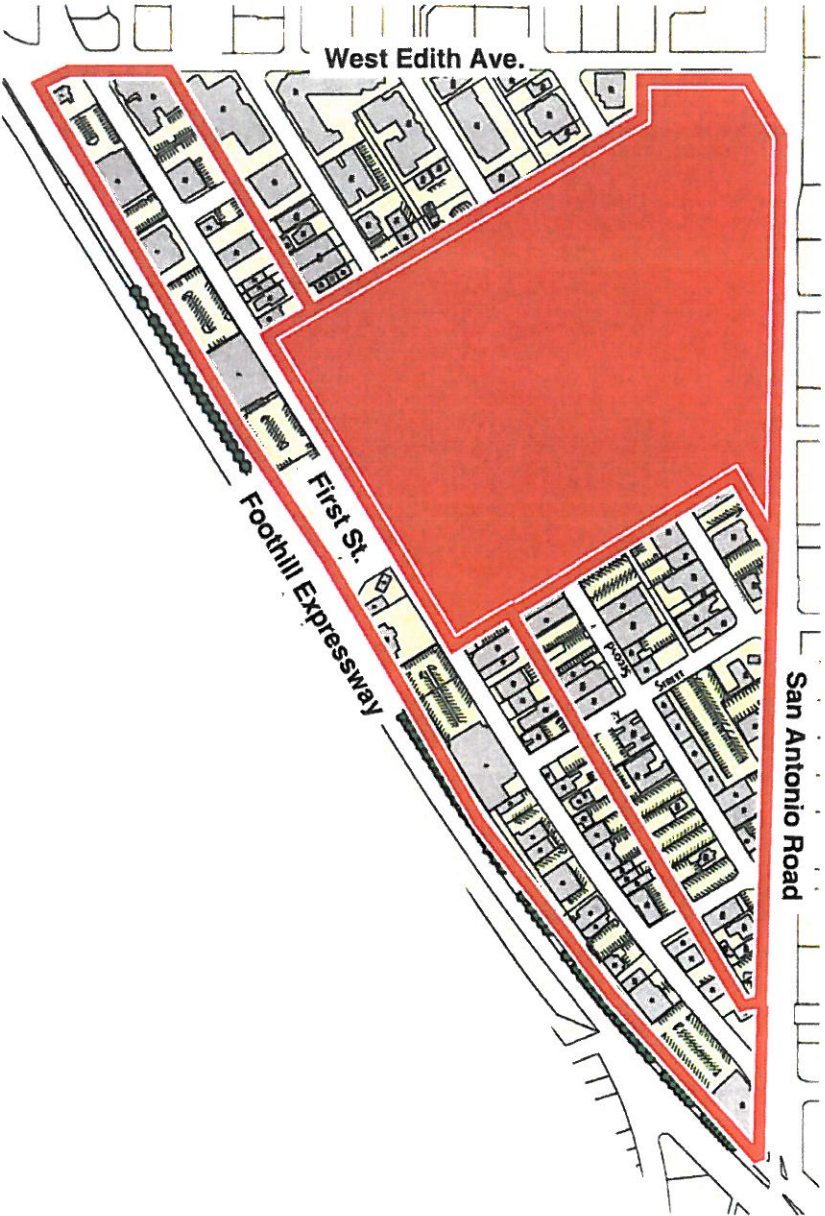 West Edith Ave.
First St.
Foothill Expressway
Second
Street
San Antonio Road